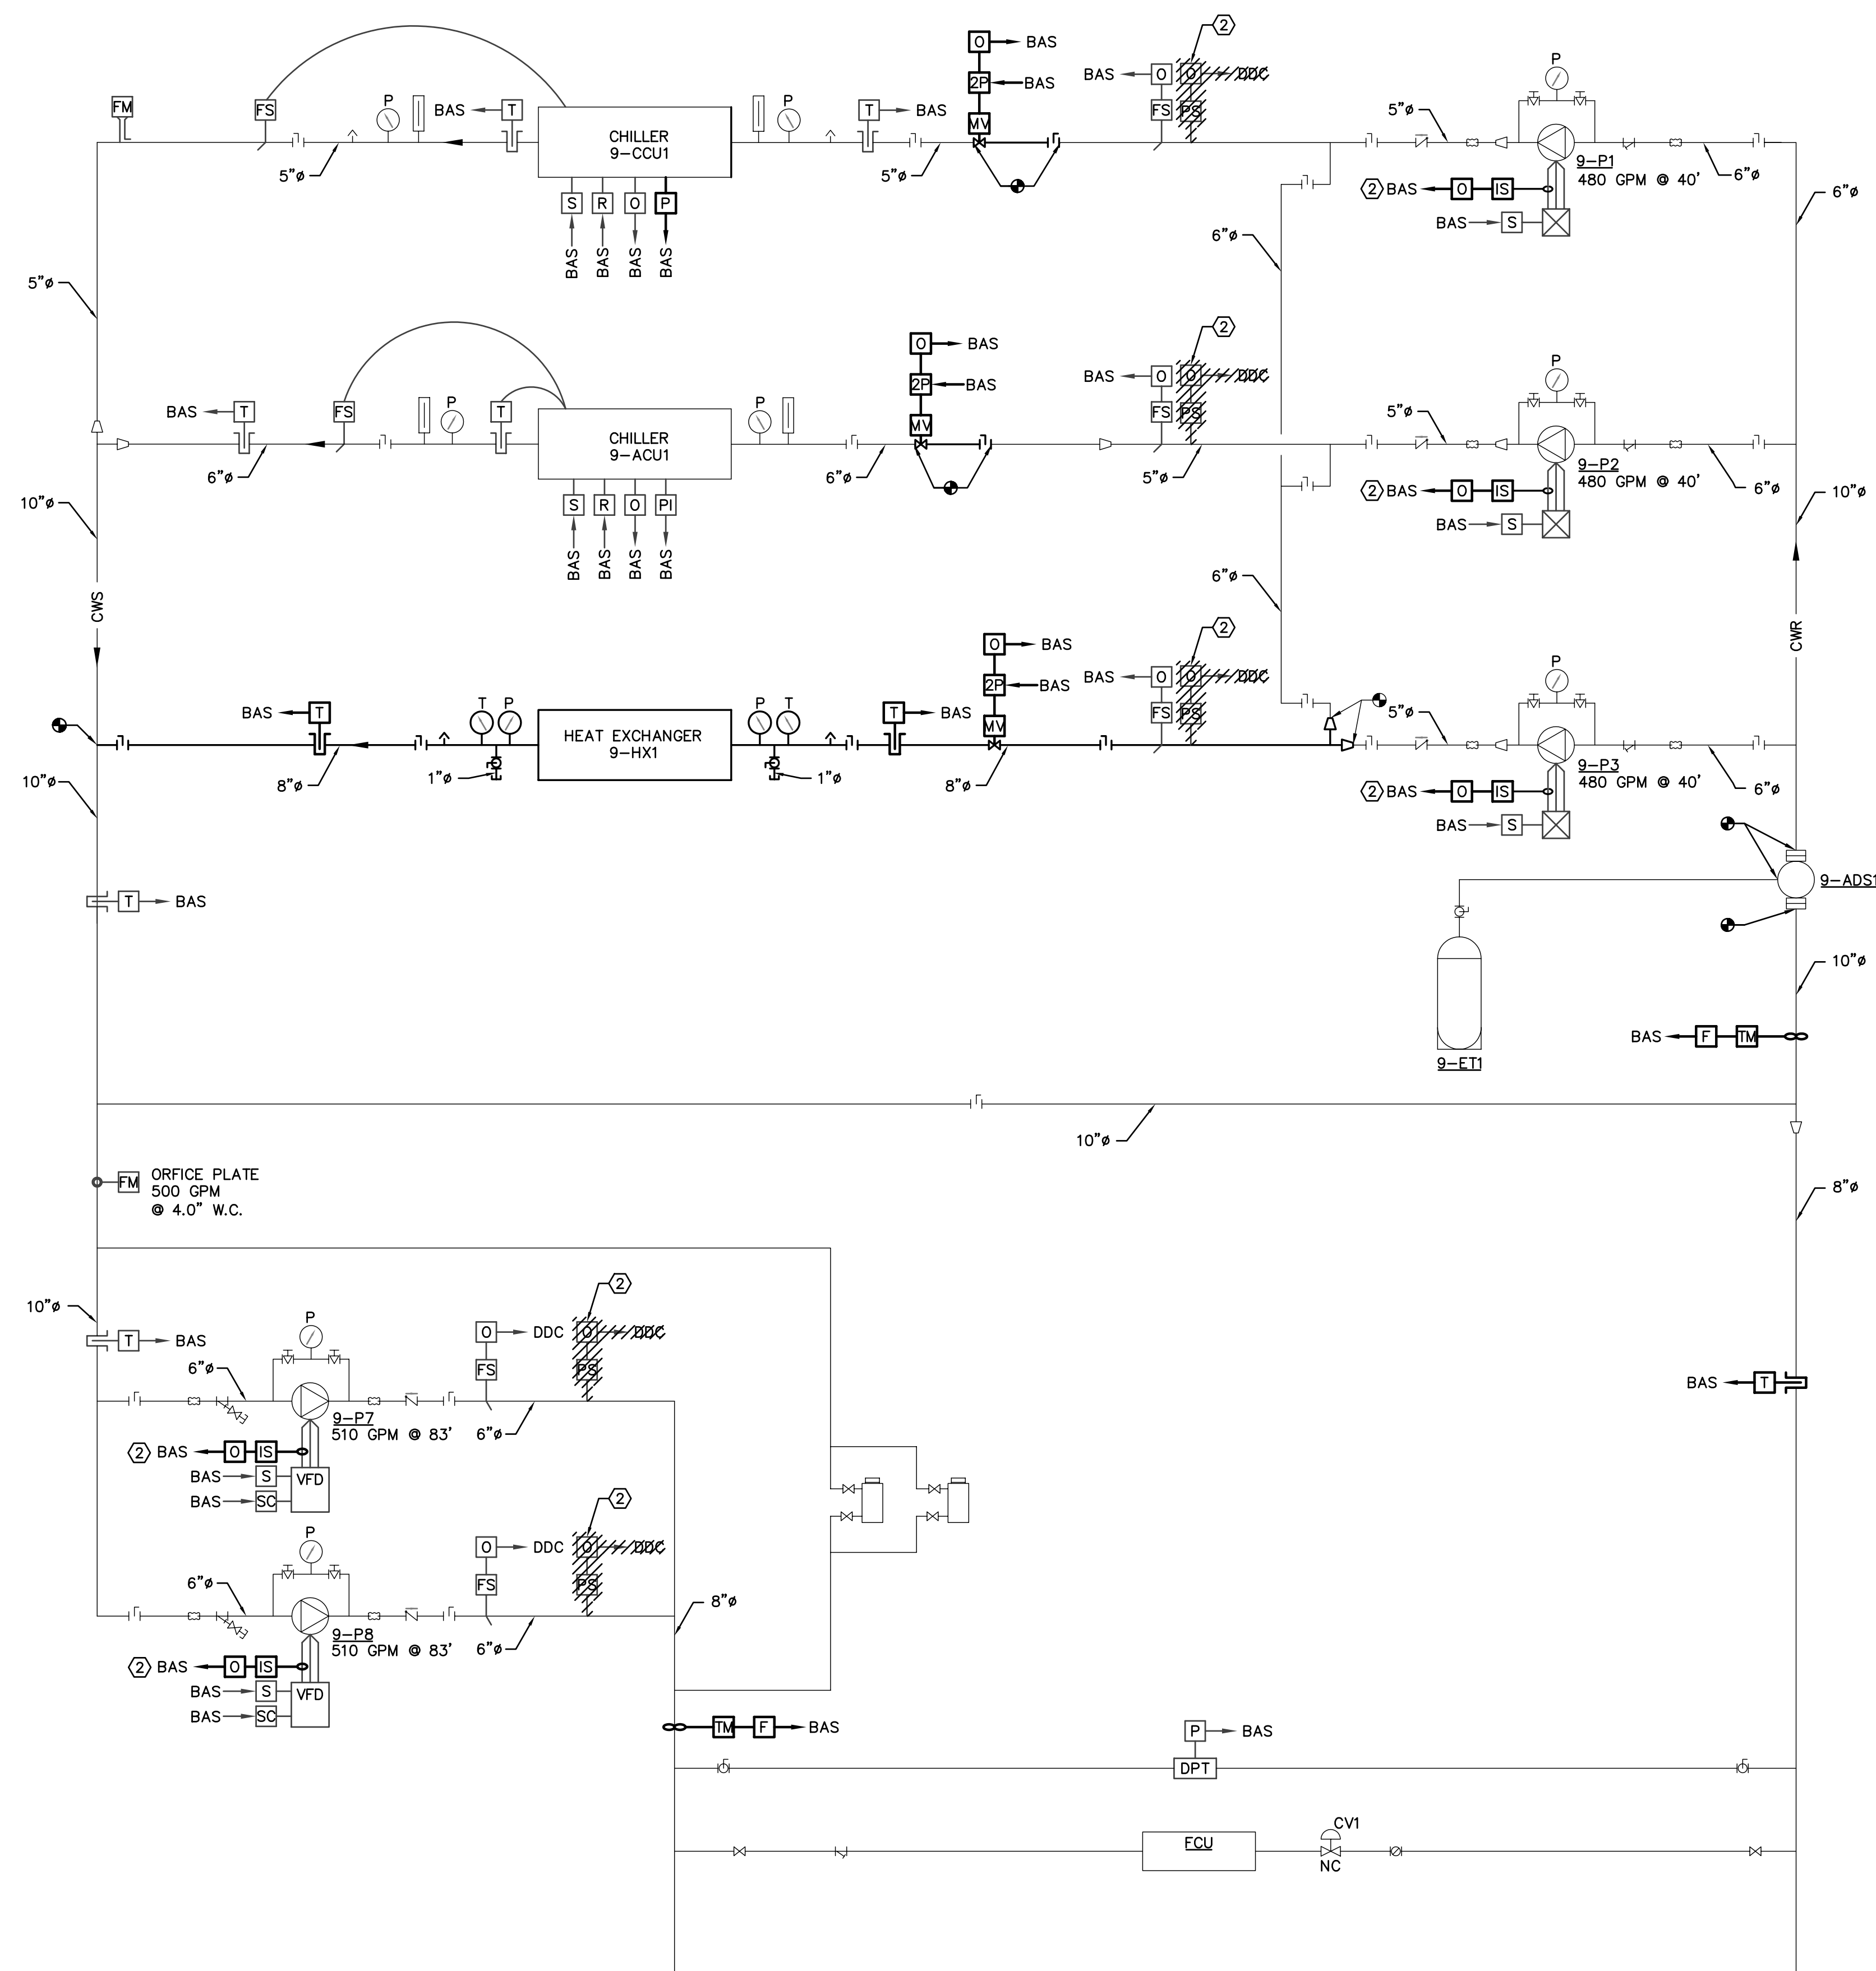 2
O BAS
2P BAS
BAS O O DDC
FM FS P BAS T P T BAS MV FS PS
P
5"ø
CHILLER
9-CCU1
5"ø 5"ø
9-P1
480 GPM @ 40'
6"ø
2 BAS O IS
S R O P
BAS S
BAS BAS BAS BAS
6"ø
6"ø
5"ø
2
O BAS
2P BAS
BAS O O DDC
BAS T FS P T P MV FS PS
P
5"ø
CHILLER
9-ACU1
6"ø 6"ø 5"ø
9-P2
480 GPM @ 40'
6"ø
2 BAS O IS
S R O PI
BAS S
BAS BAS BAS BAS
10"ø
10"ø
6"ø
CWS
CWR
2
O BAS
2P BAS
BAS O O DDC
BAS T T P P T T BAS MV FS PS
P
5"ø
HEAT EXCHANGER
9-HX1
10"ø 8"ø 1"ø 1"ø 8"ø
9-P3
480 GPM @ 40'
6"ø
2 BAS O IS
BAS S
9-ADS1
T BAS
10"ø
BAS F TM
9-ET1
10"ø
FM ORFICE PLATE
500 GPM
@ 4.0" W.C.
8"ø
2
10"ø
T BAS
P
O DDC O DDC
FS PS
6"ø
9-P7
510 GPM @ 83'
6"ø
2 BAS O IS
BAS S
BAS SC
VFD
BAS T
2
P
O DDC O DDC
FS PS
6"ø
9-P8
510 GPM @ 83'
6"ø
8"ø
2 BAS O IS
BAS S
BAS SC
VFD
TM F BAS
P BAS
DPT
CV1
FCU
NC